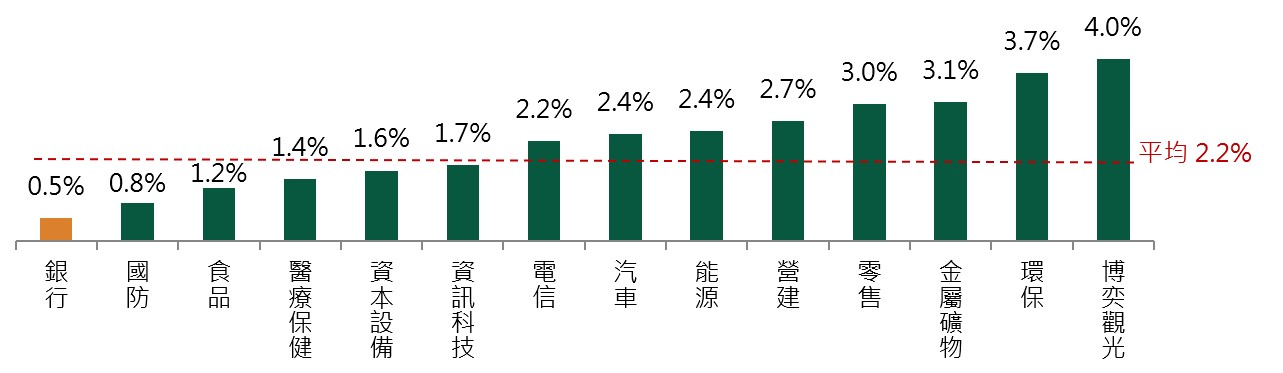 4.0%
3.7%
3.1%
3.0%
2.7%
2.4%
2.4%
2.2%
1.7%
1.6%
1.4%
1.2%
0.8%
0.5%
平均 2.2%
銀行
國防
食品
醫療保健
資本設備
資訊科技
電信
汽車
能源
營建
零售
金屬礦物
環保
博奕觀光